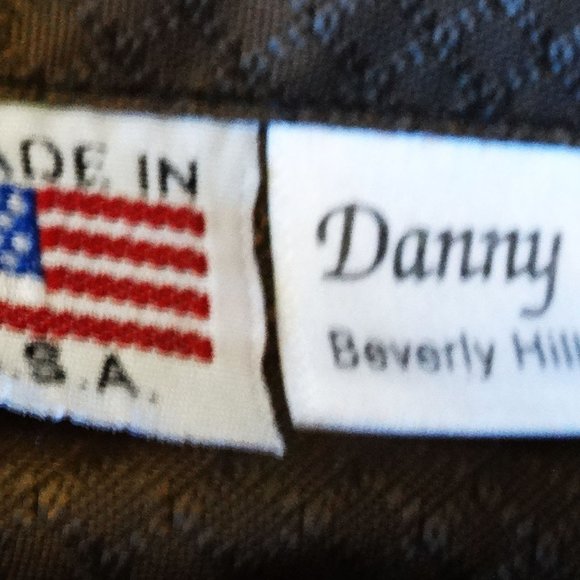 ADE IN
.S.A.
Danny
Beverly Hill